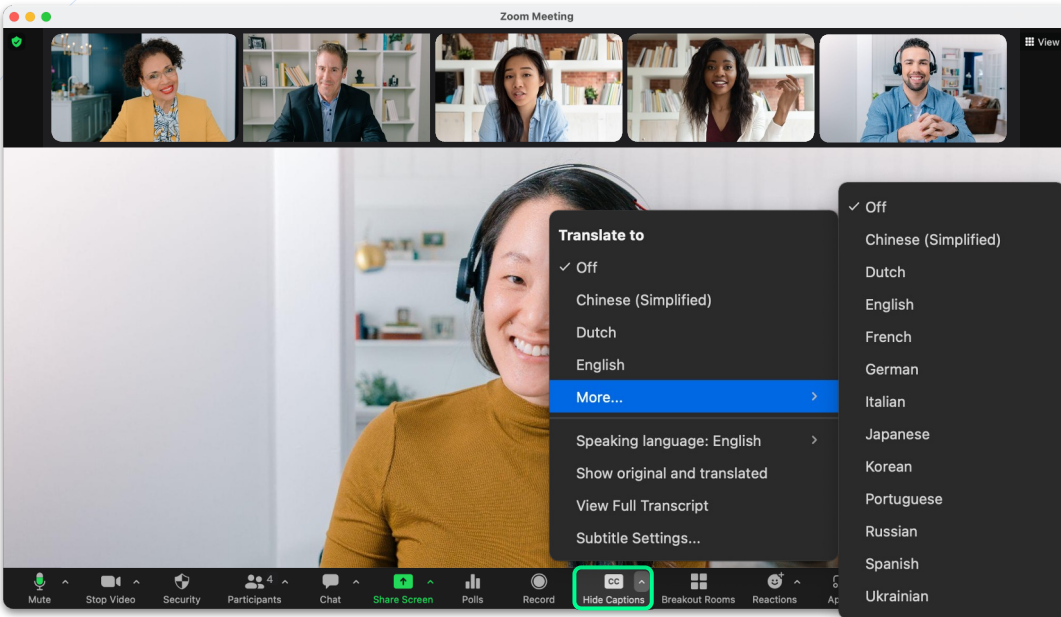 Zoom Meeting
View
Translate to
Off
Chinese (Simplified)
Dutch
English
More...
Speaking language: English
Show original and translated
View Full Transcript
Subtitle Settings...
Off
Chinese (Simplified)
Dutch
English
French
German
Italian
Japanese
Korean
Portuguese
Russian
Spanish
Ukrainian
4
CC
Mute
Stop Video
Security
Participants
Chat
Share Screen
Polls
Record
Hide Captions
Breakout Rooms
Reactions